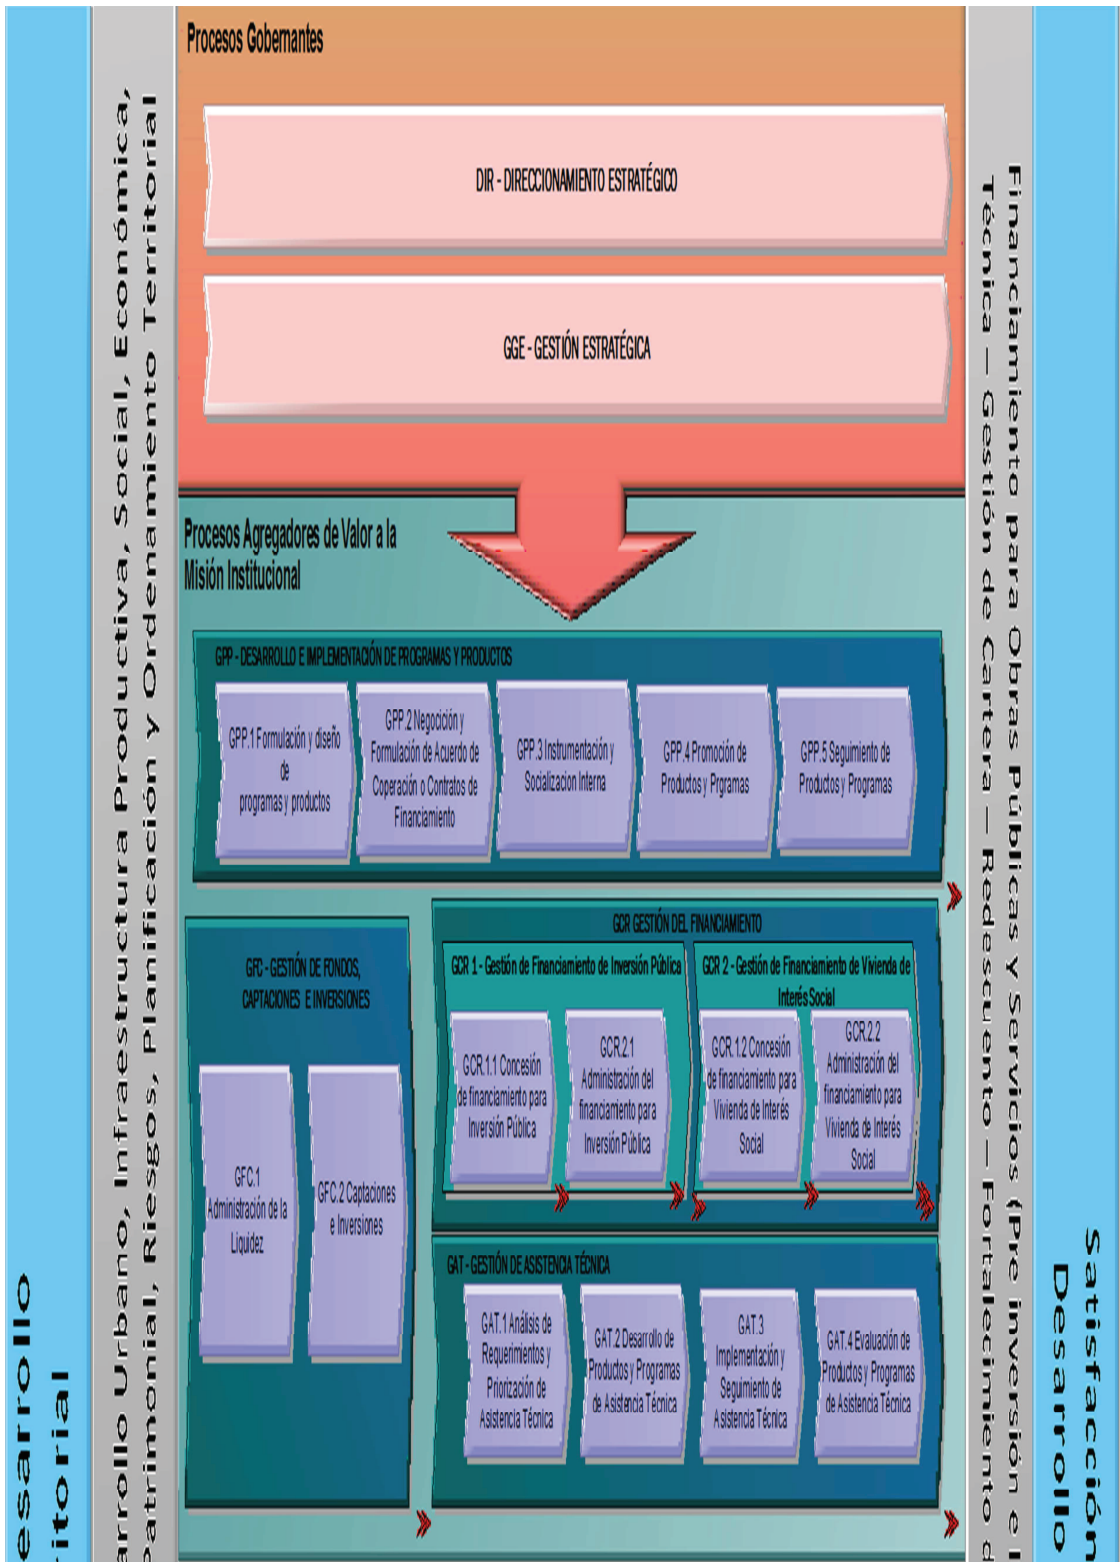 esarrollo
itorial
arrollo Urbano, Infraestructura Productiva, Social, Económica,
Patrimonial, Riesgos, Planificación y Ordenamiento Territorial
Procesos Gobernantes
DIR - DIRECCIONAMIENTO ESTRATÉGICO
GGE - GESTIÓN ESTRATÉGICA
Procesos Agregadores de Valor a la
Misión Institucional
GPP - DESARROLLO E IMPLEMENTACIÓN DE PROGRAMAS Y PRODUCTOS
GPP.1 Formulación y diseño
de
programas y productos
GPP.2 Negocición y
Formulación de Acuerdo de
Coperación o Contratos de
Financiamiento
GPP.3 Instrumentación y
Socializacion Interna
GPP.4 Promoción de
Productos y Prgramas
GPP.5 Seguimiento de
Productos y Programas
GFC - GESTIÓN DE FONDOS,
CAPTACIONES E INVERSIONES
GFC.1
Administración de la
Liquidez
GFC.2 Captaciones
e Inversiones
GCR GESTIÓN DEL FINANCIAMIENTO
GCR 1 - Gestión de Financiamiento de Inversión Pública
GCR.1.1 Concesión
de financiamiento para
Inversión Pública
GCR.2.1
Administración del
financiamiento para
Inversión Pública
GCR 2 - Gestión de Financiamiento de Vivienda de
Interés Social
GCR.1.2 Concesión
de financiamiento para
Vivienda de Interés
Social
GCR.2.2
Administración del
financiamiento para
Vivienda de Interés
Social
GAT - GESTIÓN DE ASISTENCIA TÉCNICA
GAT.1 Análisis de
Requerimientos y
Priorización de
Asistencia Técnica
GAT.2 Desarrollo de
Productos y Programas
de Asistencia Técnica
GAT.3
Implementación y
Seguimiento de
Asistencia Técnica
GAT.4 Evaluación de
Productos y Programas
de Asistencia Técnica
Financiamiento para Obras Públicas y Servicios (Pre inversión e I
Técnica – Gestión de Cartera – Redescuento – Fortalecimiento d
Satisfacción
Desarrollo